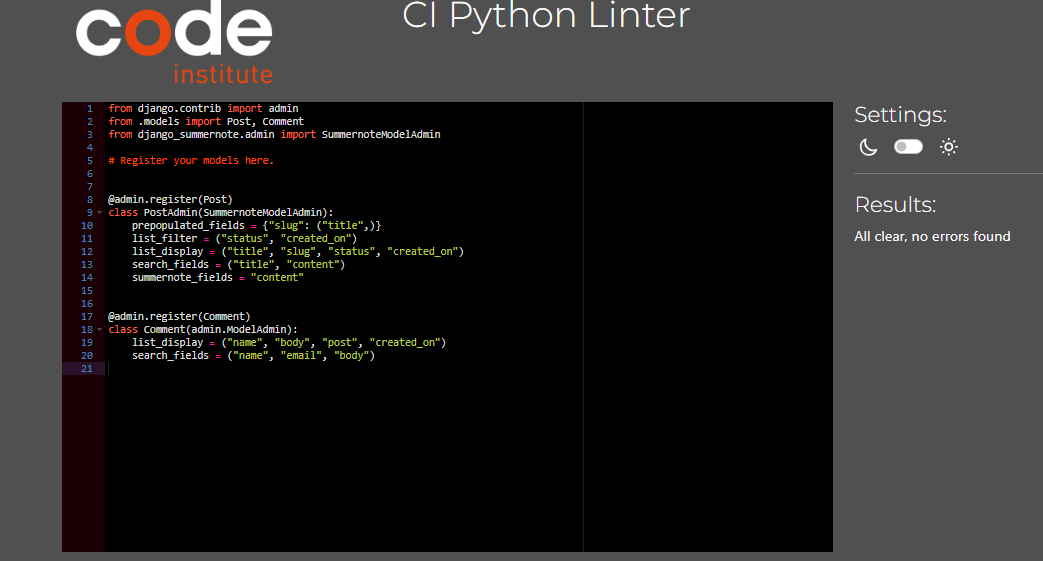 code
institute
CI Python Linter
1 from django.contrib import admin
2 from .models import Post, Comment
3 from django_summernote.admin import SummernoteModelAdmin
4
5 # Register your models here.
6
7
8 @admin.register(Post)
9 class PostAdmin(SummernoteModelAdmin):
10     prepopulated_fields = {"slug": ("title",)}
11     list_filter = ("status", "created_on")
12     list_display = ("title", "slug", "status", "created_on")
13     search_fields = ("title", "content")
14     summernote_fields = "content"
15
16
17 @admin.register(Comment)
18 class Comment(admin.ModelAdmin):
19     list_display = ("name", "body", "post", "created_on")
20     search_fields = ("name", "email", "body")
21
Settings:
Results:
All clear, no errors found